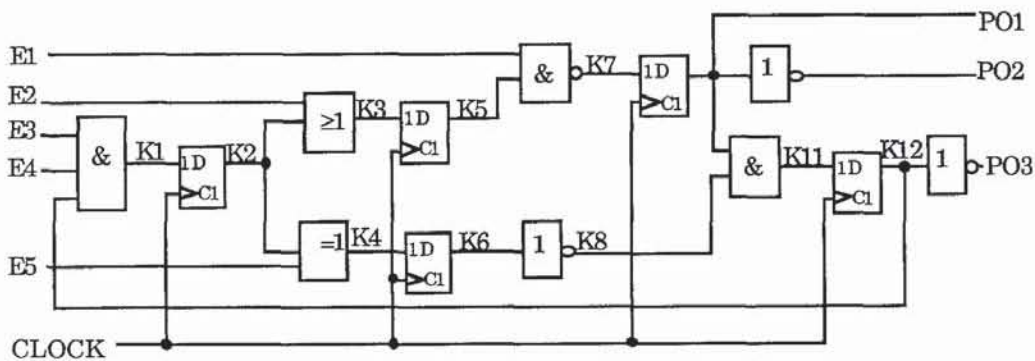 PO1
E1
&
K7
1D
C1
1
PO2
E2
≥1
K3
1D
C1
K5
E3
E4
&
K1
1D
C1
K2
&
K11
1D
C1
K12
1
PO3
=1
K4
1D
C1
K6
1
K8
E5
CLOCK